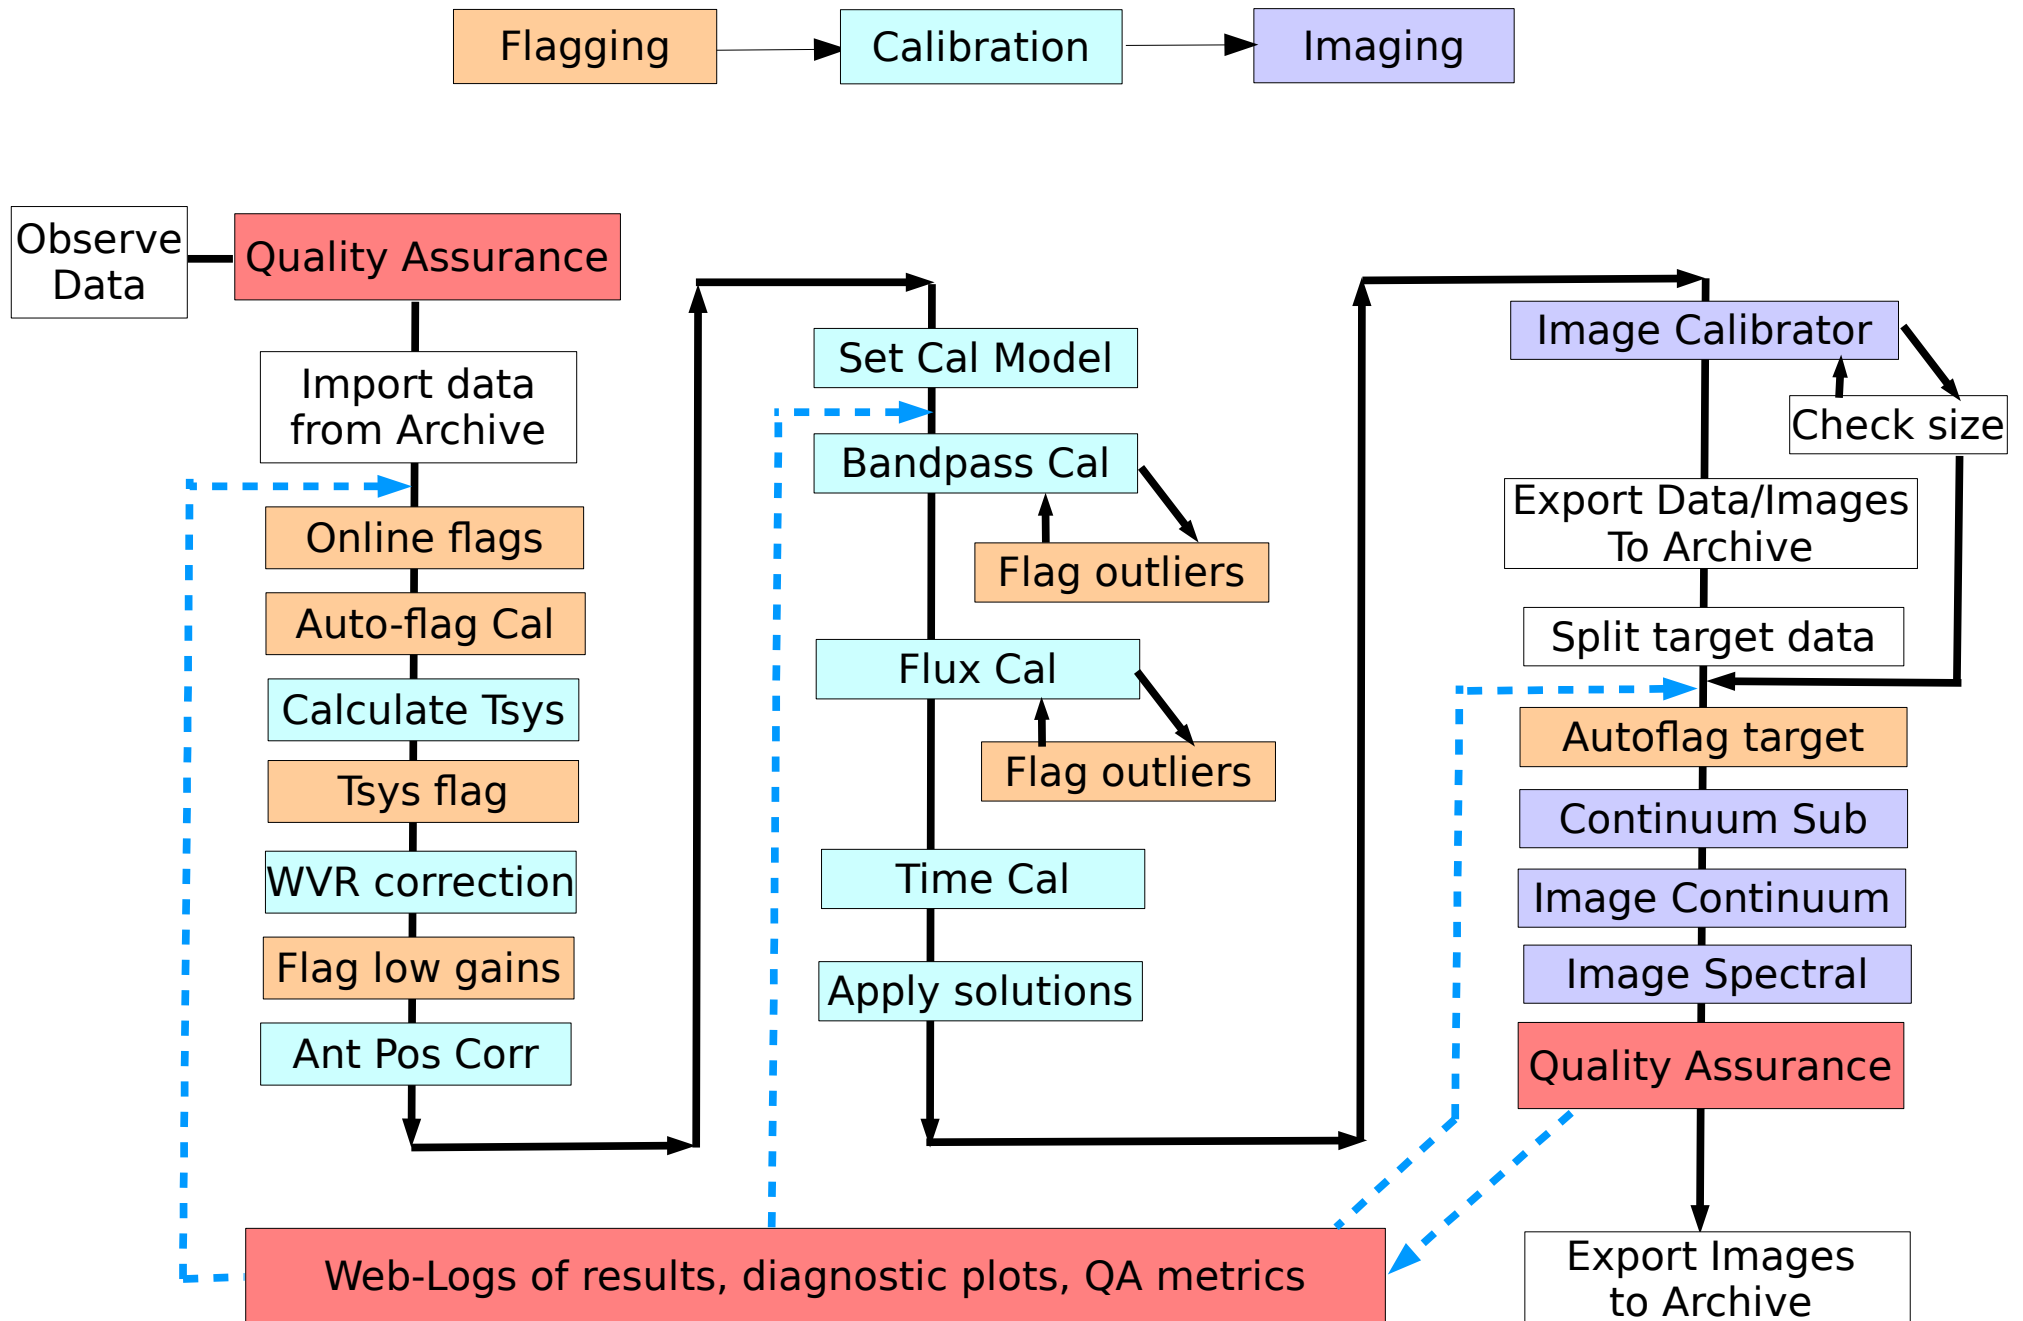 Flagging
Calibration
Imaging
Observe
Data
Quality Assurance
Import data
from Archive
Online flags
Auto-flag Cal
Calculate Tsys
Tsys flag
WVR correction
Flag low gains
Ant Pos Corr
Set Cal Model
Bandpass Cal
Flag outliers
Flux Cal
Flag outliers
Time Cal
Apply solutions
Image Calibrator
Check size
Export Data/Images
To Archive
Split target data
Autoflag target
Continuum Sub
Image Continuum
Image Spectral
Quality Assurance
Export Images
to Archive
Web-Logs of results, diagnostic plots, QA metrics